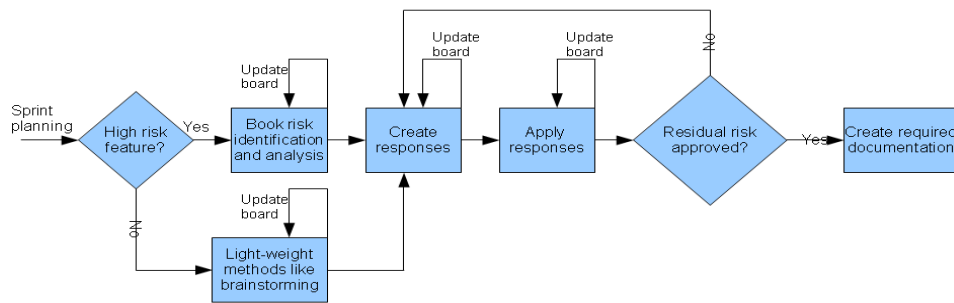 Sprint
planning
High risk
feature?
Yes
No
Update
board
Book risk
identification
and analysis
Update
board
Light-weight
methods like
brainstorming
Update
board
Create
responses
Update
board
Apply
responses
No
Residual risk
approved?
Yes
Create required
documentation